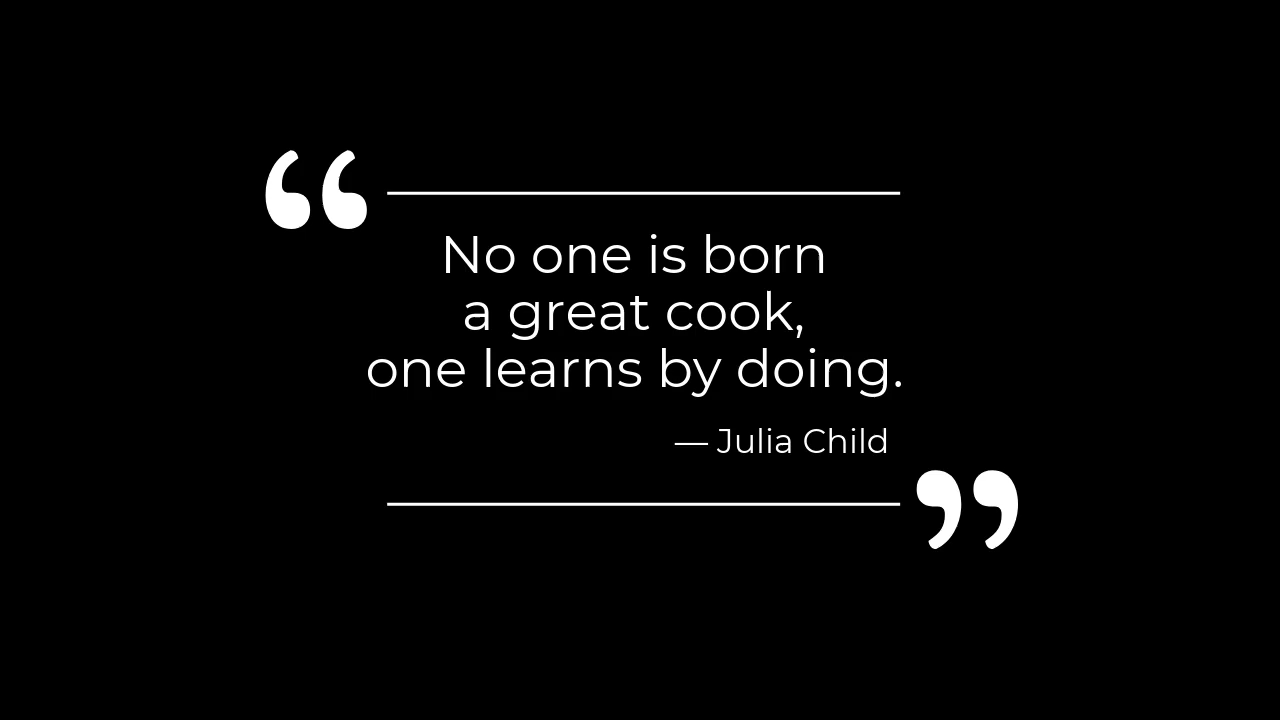 “
No one is born
a great cook,
one learns by doing.
— Julia Child
”